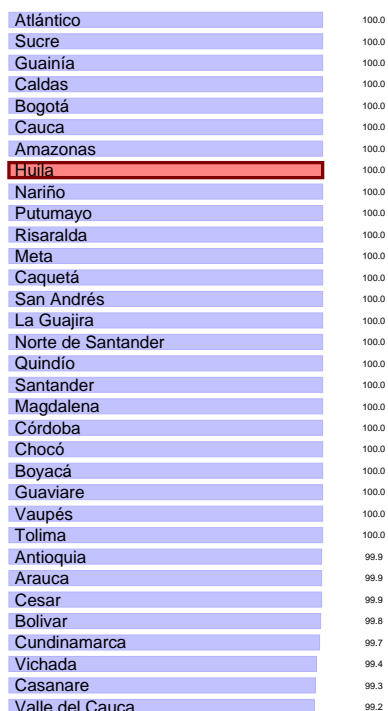 Atlántico 100.0
Sucre 100.0
Guainía 100.0
Caldas 100.0
Bogotá 100.0
Cauca 100.0
Amazonas 100.0
Huila 100.0
Nariño 100.0
Putumayo 100.0
Risaralda 100.0
Meta 100.0
Caquetá 100.0
San Andrés 100.0
La Guajira 100.0
Norte de Santander 100.0
Quindío 100.0
Santander 100.0
Magdalena 100.0
Córdoba 100.0
Chocó 100.0
Boyacá 100.0
Guaviare 100.0
Vaupés 100.0
Tolima 100.0
Antioquia 99.9
Arauca 99.9
Cesar 99.9
Bolivar 99.8
Cundinamarca 99.7
Vichada 99.4
Casanare 99.3
Valle del Cauca 99.2